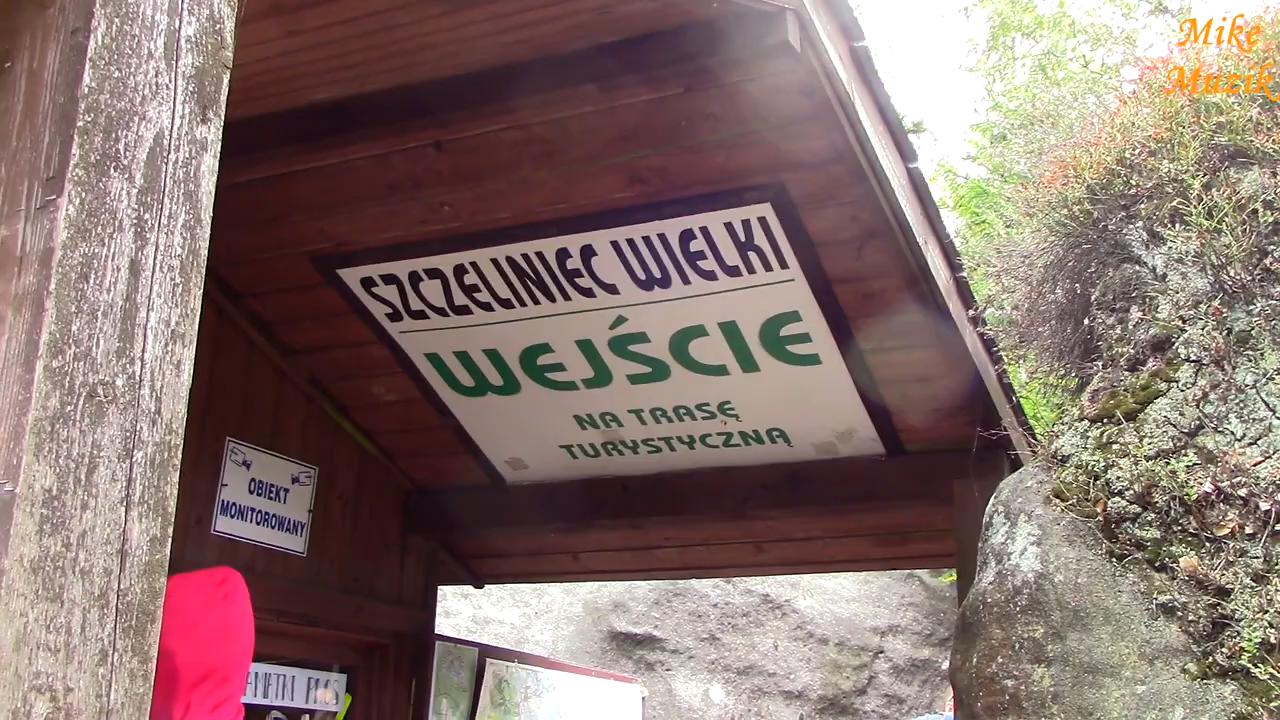 Mike
Muzik
SZCZELINIEC WIELKI
WEJŚCIE
NA TRASĘ
TURYSTYCZNĄ
OBIEKT
MONITOROWANY